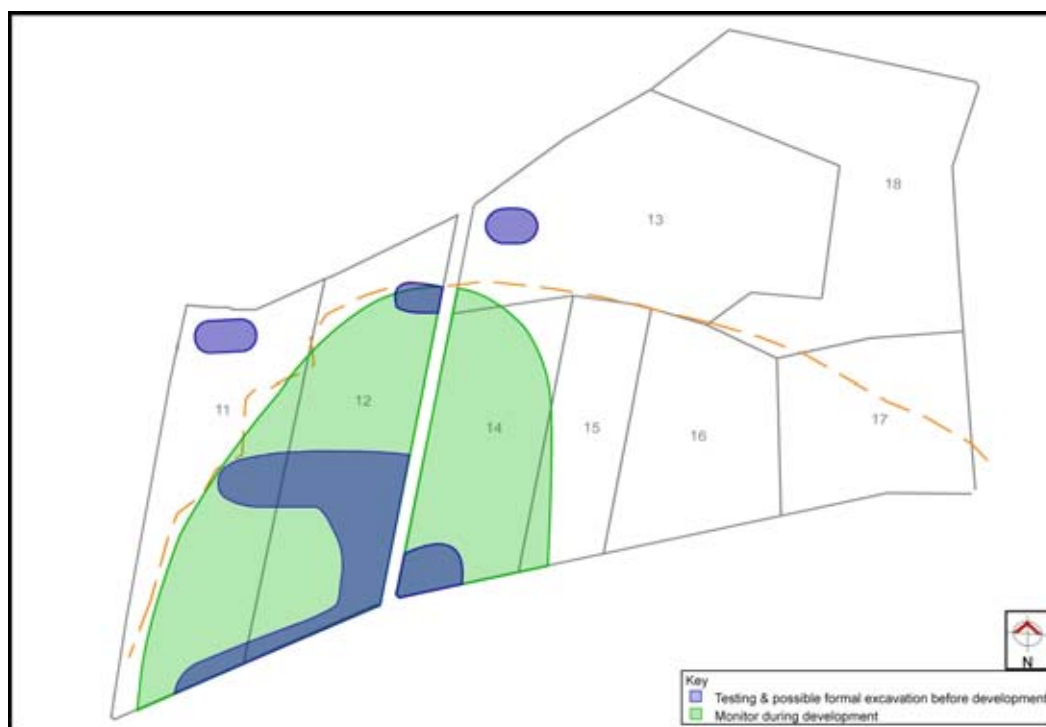 18
13
11
12
14
15
16
17
N
Key
Testing & possible formal excavation before development
Monitor during development